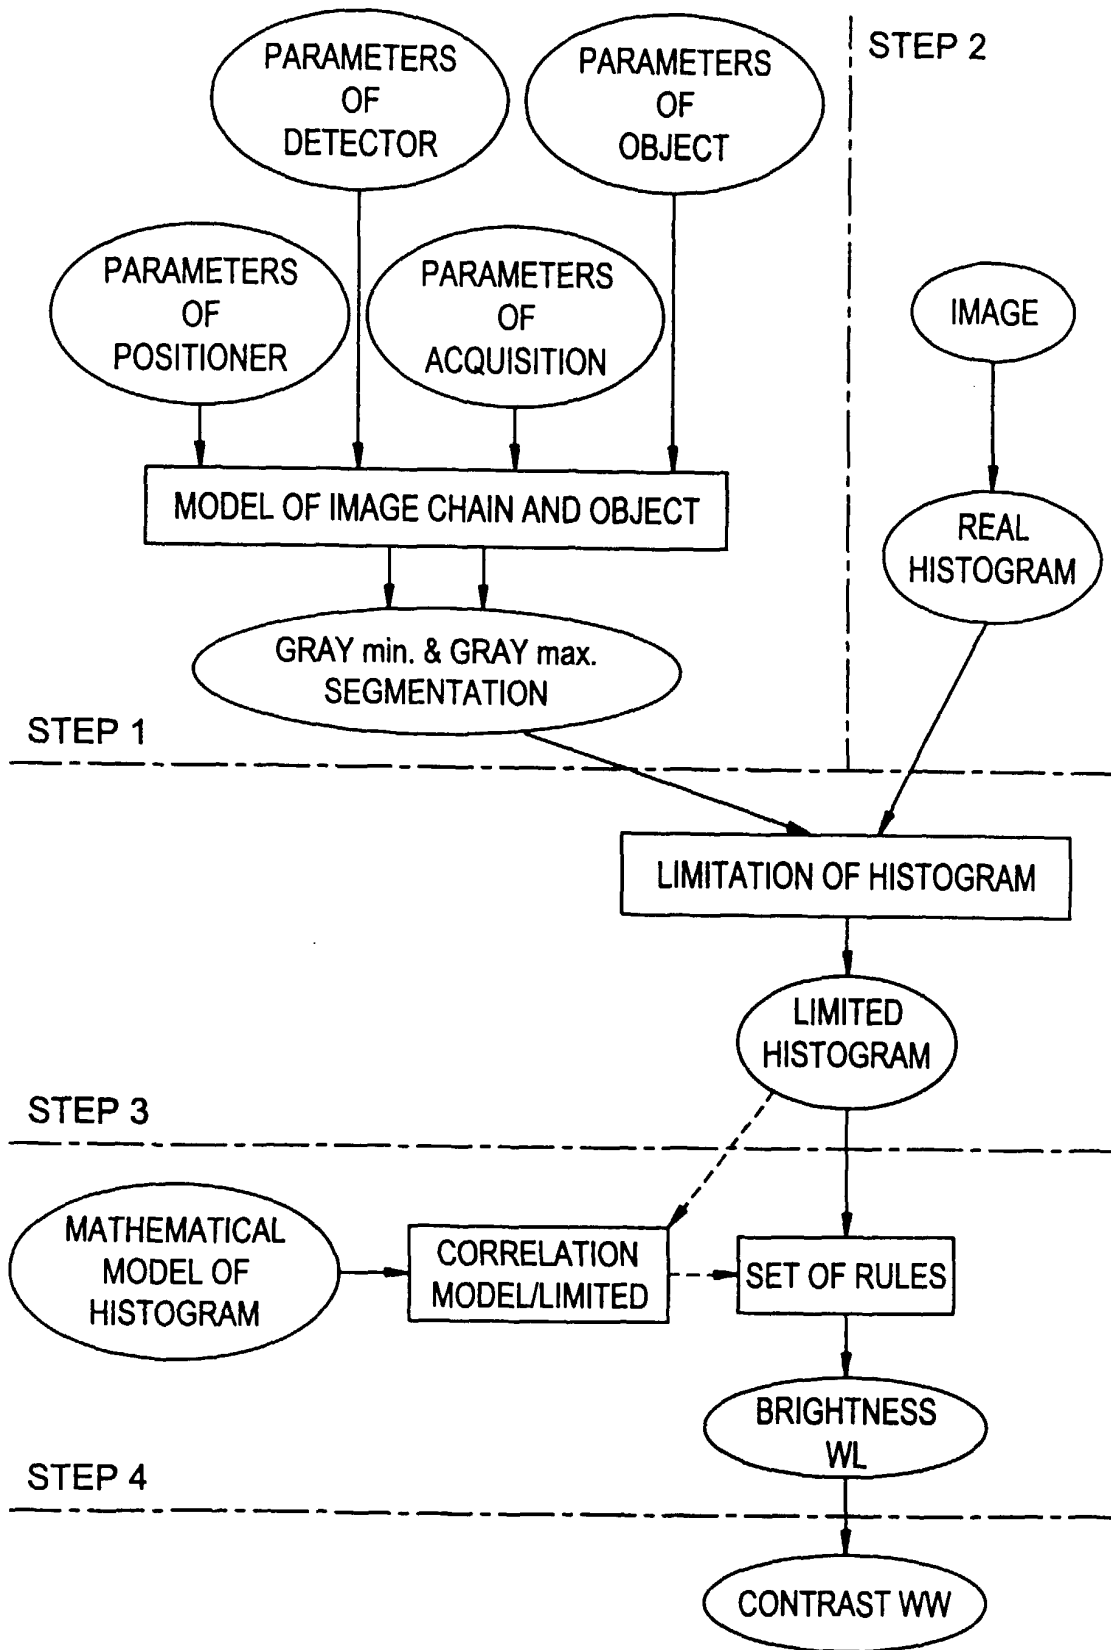 PARAMETERS
OF
DETECTOR
PARAMETERS
OF
OBJECT
STEP 2
PARAMETERS
OF
POSITIONER
PARAMETERS
OF
ACQUISITION
IMAGE
MODEL OF IMAGE CHAIN AND OBJECT
REAL
HISTOGRAM
GRAY min. & GRAY max.
SEGMENTATION
STEP 1
LIMITATION OF HISTOGRAM
LIMITED
HISTOGRAM
STEP 3
MATHEMATICAL
MODEL OF
HISTOGRAM
CORRELATION
MODEL/LIMITED
SET OF RULES
BRIGHTNESS
WL
STEP 4
CONTRAST WW